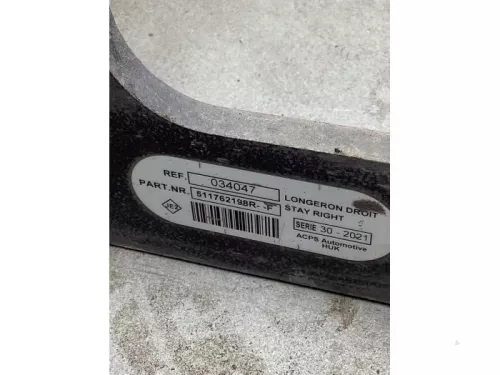 REF. 034047
PART.NR. 511762198R- -F
LONGERON DROIT
STAY RIGHT
SERIE 30 - 2021
ACPS Automotive
HUK